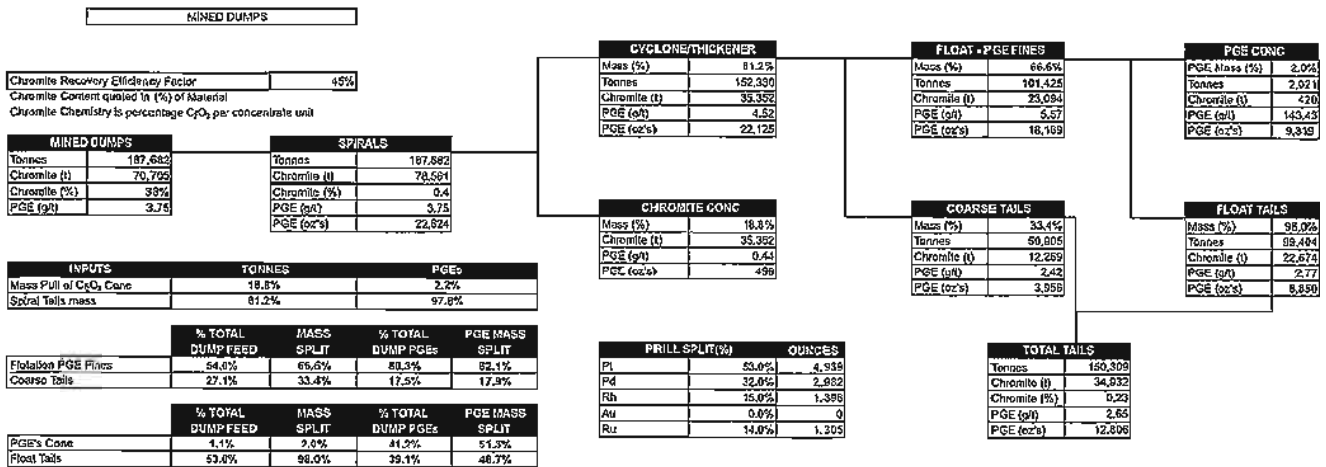 MINED DUMPS
Chromite Recovery Efficiency Factor 45%
Chromite Content quoted in (%) of Material
Chromite Chemistry is percentage Cr₂O₃ per concentrate unit
MINED DUMPS
Tonnes 187,682
Chromite (t) 70,705
Chromite (%) 38%
PGE (g/t) 3.75
SPIRALS
Tonnes 187,682
Chromite (t) 78,561
Chromite (%) 0.4
PGE (g/t) 3.75
PGE (oz's) 22,624
CYCLONE/THICKENER
Mass (%) 81.2%
Tonnes 152,330
Chromite (t) 35,352
PGE (g/t) 4.52
PGE (oz's) 22,125
CHROMITE CONC
Mass (%) 18.8%
Chromite (t) 35,352
PGE (g/t) 0.44
PGE (oz's) 499
FLOAT - PGE FINES
Mass (%) 66.6%
Tonnes 101,425
Chromite (t) 23,094
PGE (g/t) 5.57
PGE (oz's) 18,169
COARSE TAILS
Mass (%) 33.4%
Tonnes 50,905
Chromite (t) 12,259
PGE (g/t) 2.42
PGE (oz's) 3,956
PGE CONC
PGE Mass (%) 2.0%
Tonnes 2,021
Chromite (t) 420
PGE (g/t) 143.43
PGE (oz's) 9,319
FLOAT TAILS
Mass (%) 98.0%
Tonnes 99,404
Chromite (t) 22,674
PGE (g/t) 2.77
PGE (oz's) 8,850
INPUTS TONNES PGEs
Mass Pull of Cr₂O₃ Conc 18.8% 2.2%
Spiral Tails mass 81.2% 97.8%
% TOTAL DUMP FEED MASS SPLIT % TOTAL DUMP PGEs PGE MASS SPLIT
Flotation PGE Fines 54.0% 66.6% 80.3% 82.1%
Coarse Tails 27.1% 33.4% 17.5% 17.9%
% TOTAL DUMP FEED MASS SPLIT % TOTAL DUMP PGEs PGE MASS SPLIT
PGE's Conc 1.1% 2.0% 41.2% 51.3%
Float Tails 53.0% 98.0% 39.1% 48.7%
PRILL SPLIT(%) OUNCES
Pt 53.0% 4,939
Pd 32.0% 2,982
Rh 15.0% 1,398
Au 0.0% 0
Ru 14.0% 1,305
TOTAL TAILS
Tonnes 150,309
Chromite (t) 34,932
Chromite (%) 0.23
PGE (g/t) 2.65
PGE (oz's) 12,806